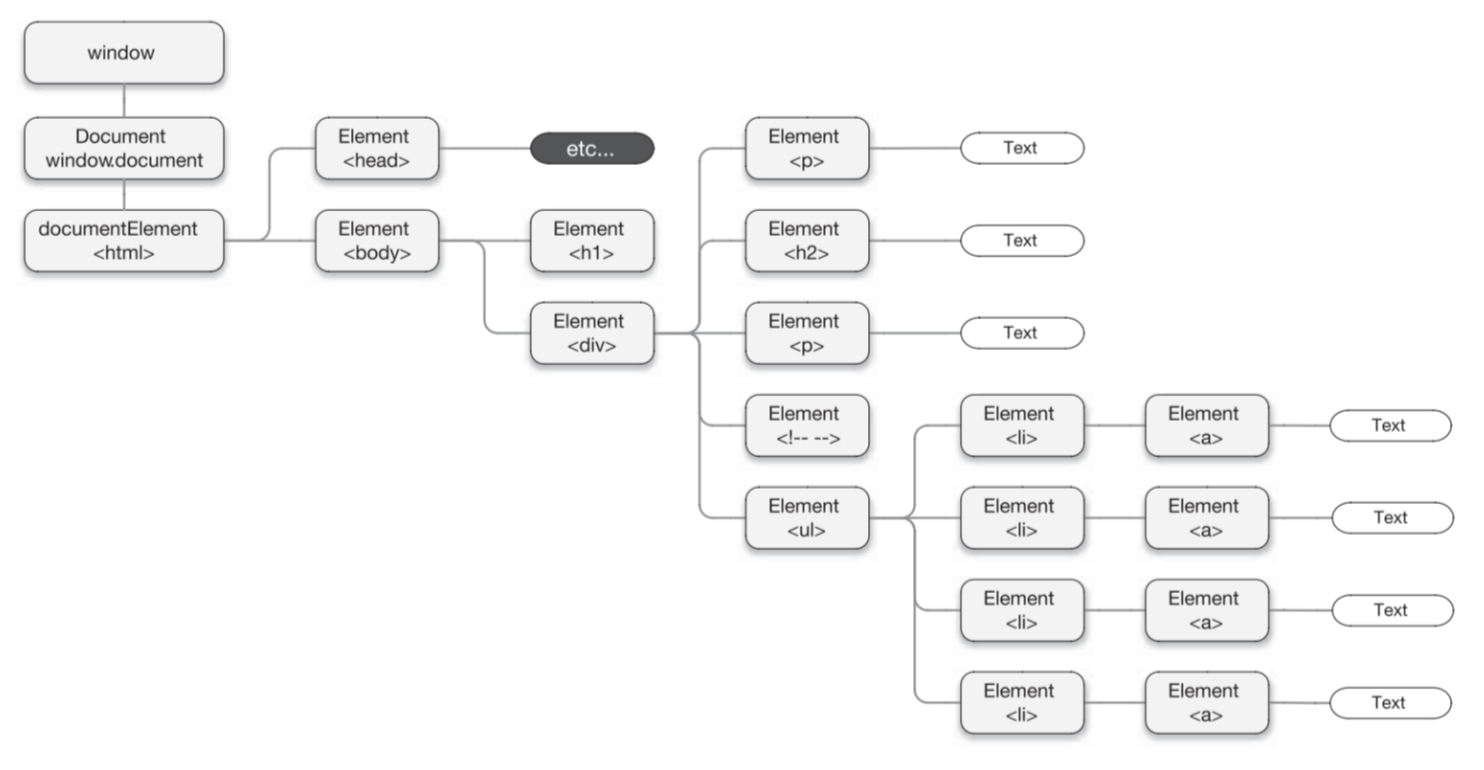 window
Document
window.document
documentElement
<html>
Element
<head>
etc...
Element
<body>
Element
<h1>
Element
<div>
Element
<p>
Text
Element
<h2>
Text
Element
<p>
Text
Element
<!-- -->
Element
<ul>
Element
<li>
Element
<a>
Text
Element
<li>
Element
<a>
Text
Element
<li>
Element
<a>
Text
Element
<li>
Element
<a>
Text